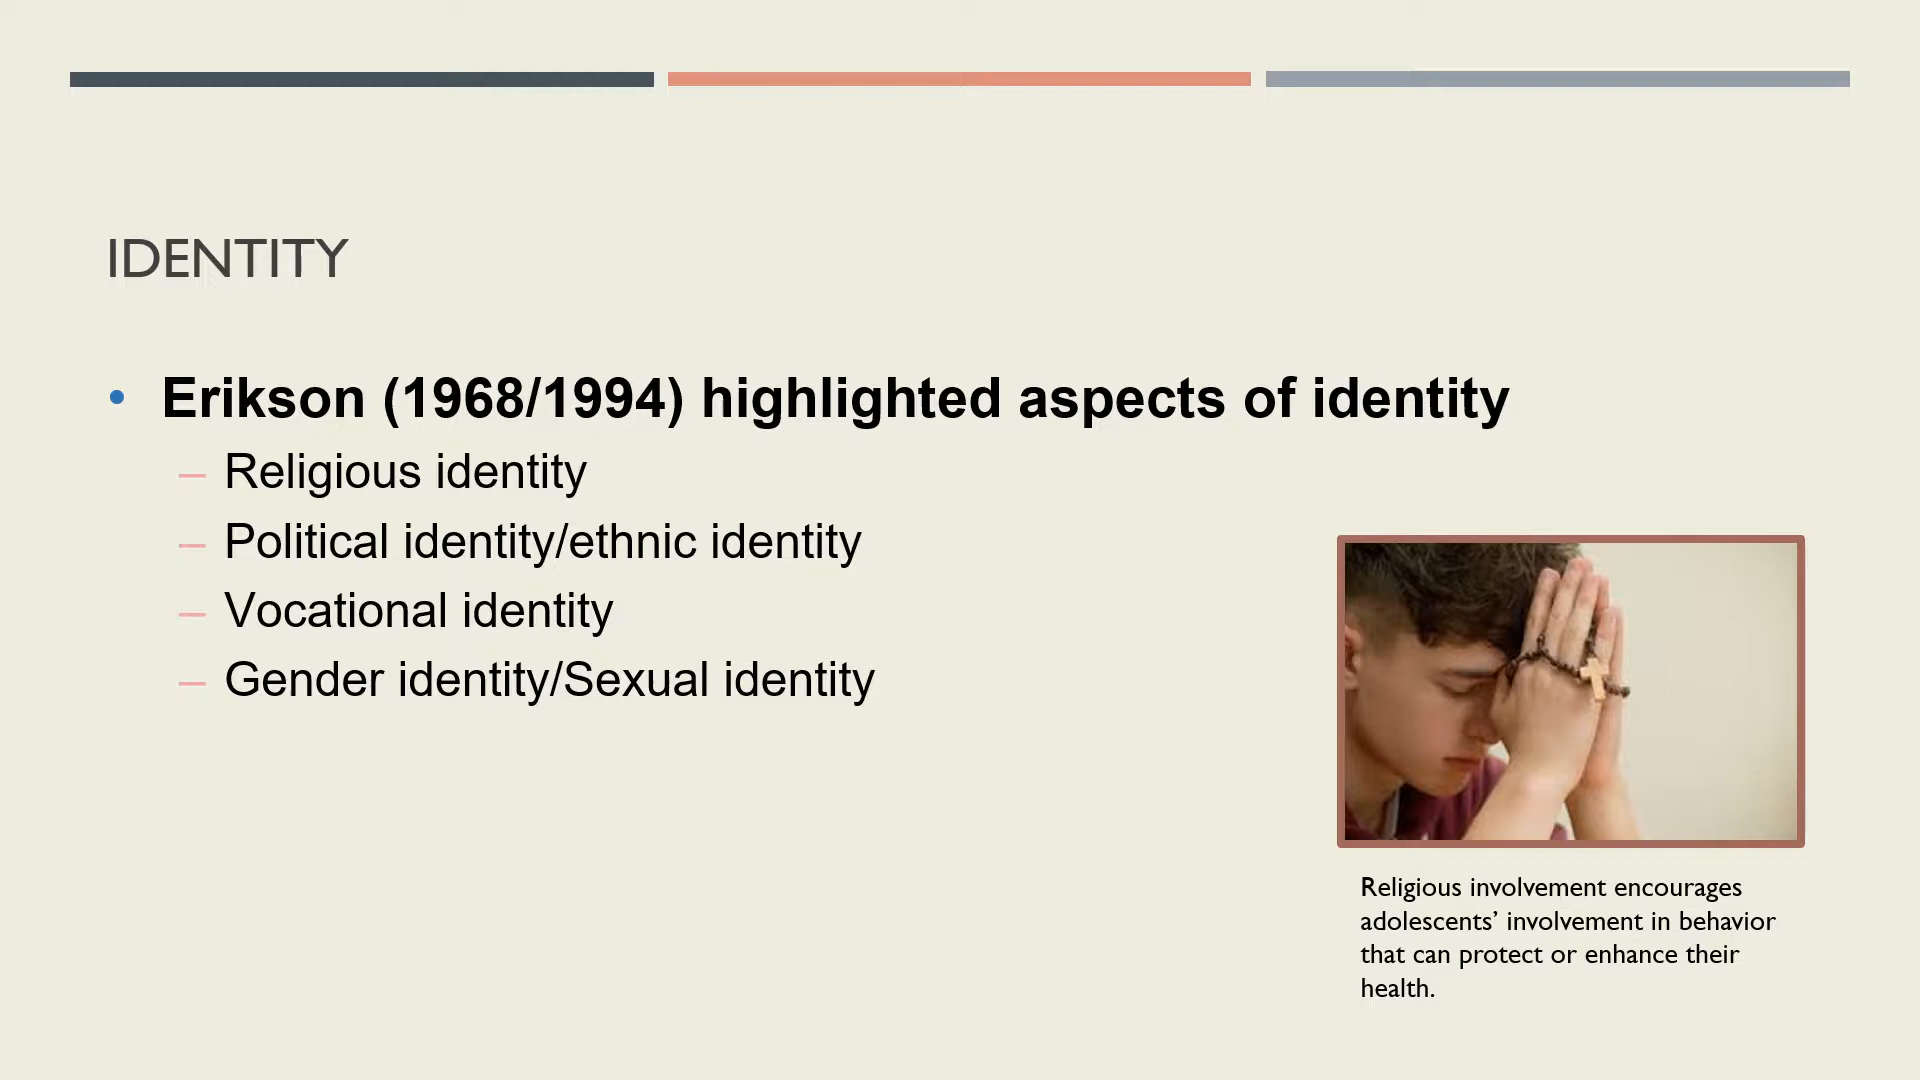 IDENTITY
• Erikson (1968/1994) highlighted aspects of identity
– Religious identity
– Political identity/ethnic identity
– Vocational identity
– Gender identity/Sexual identity
Religious involvement encourages
adolescents’ involvement in behavior
that can protect or enhance their
health.